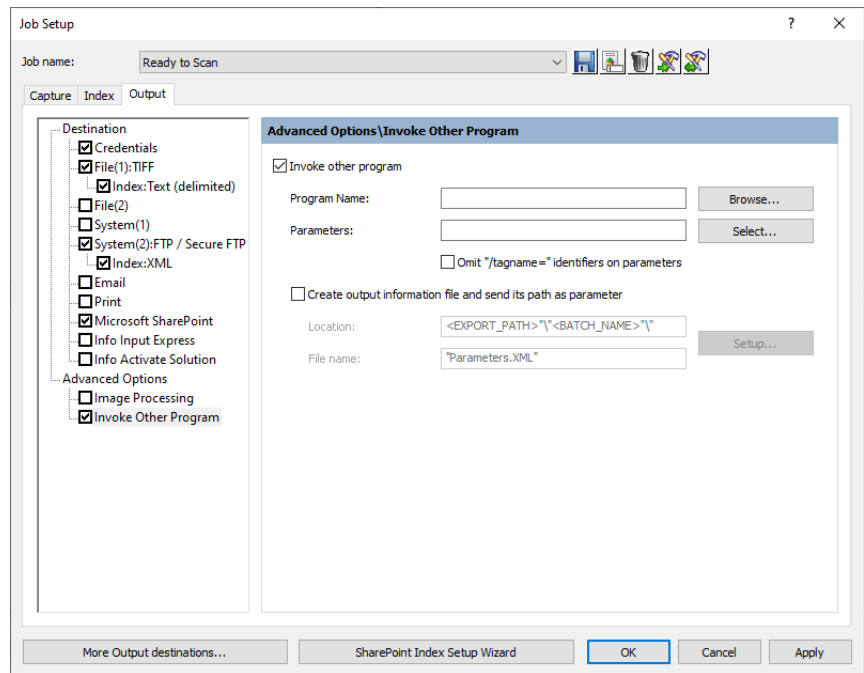 Job Setup
?
Job name:
Ready to Scan
Capture
Index
Output
Destination
Credentials
File(1):TIFF
Index:Text (delimited)
File(2)
System(1)
System(2):FTP / Secure FTP
Index:XML
Email
Print
Microsoft SharePoint
Info Input Express
Info Activate Solution
Advanced Options
Image Processing
Invoke Other Program
Advanced Options\Invoke Other Program
Invoke other program
Program Name:
Browse...
Parameters:
Select...
Omit "/tagname=" identifiers on parameters
Create output information file and send its path as parameter
Location:
<EXPORT_PATH>"\"<BATCH_NAME>"\"
Setup...
File name:
"Parameters.XML"
More Output destinations...
SharePoint Index Setup Wizard
OK
Cancel
Apply